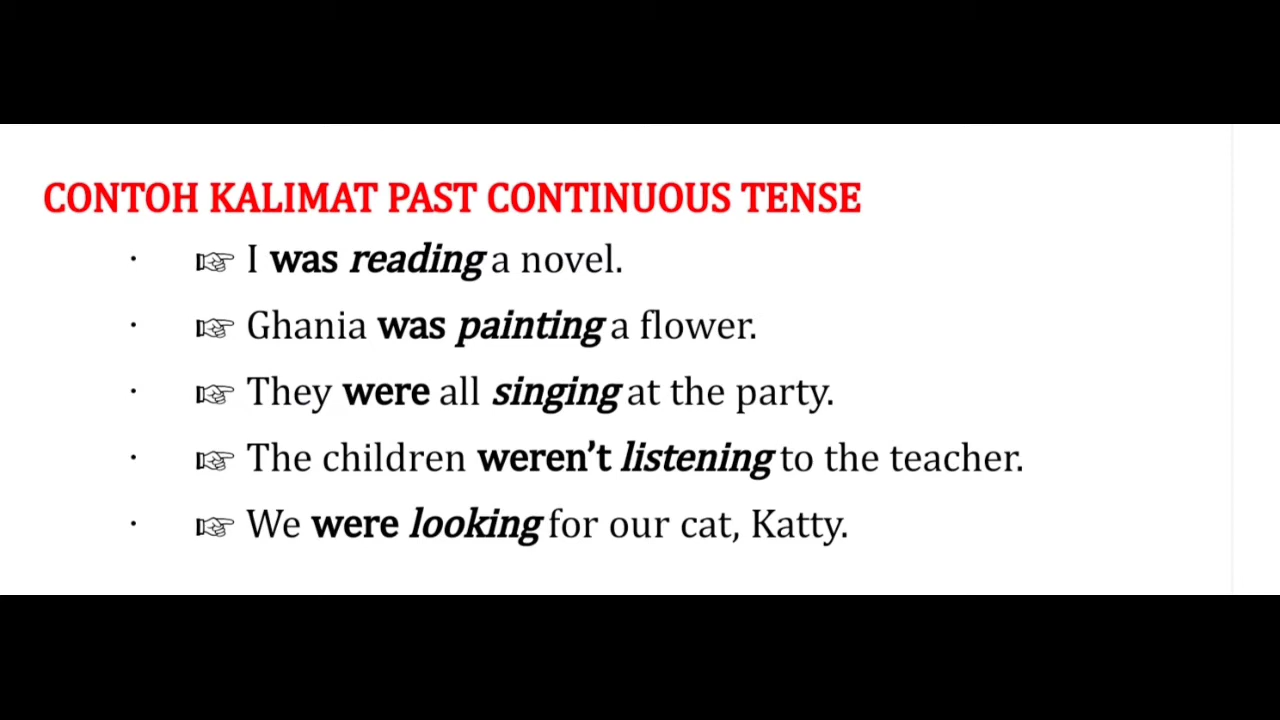 CONTOH KALIMAT PAST CONTINUOUS TENSE
· ☞ I was reading a novel.
· ☞ Ghania was painting a flower.
· ☞ They were all singing at the party.
· ☞ The children weren’t listening to the teacher.
· ☞ We were looking for our cat, Katty.